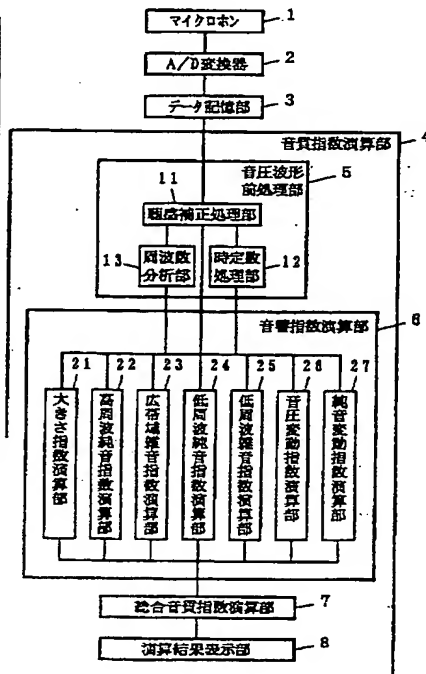 マイクロホン
1
A/D変換器
2
データ記憶部
3
音質指数演算部
4
音圧波形
前処理部
5
11
聴感補正処理部
13
周波数
分析部
時定数
処理部
12
音響指数演算部
6
21
22
23
24
25
26
27
大きさ指数演算部
高周波純音指数演算部
広帯域雑音指数演算部
低周波純音指数演算部
低周波雑音指数演算部
音圧変動指数演算部
純音変動指数演算部
総合音質指数演算部
7
演算結果表示部
8